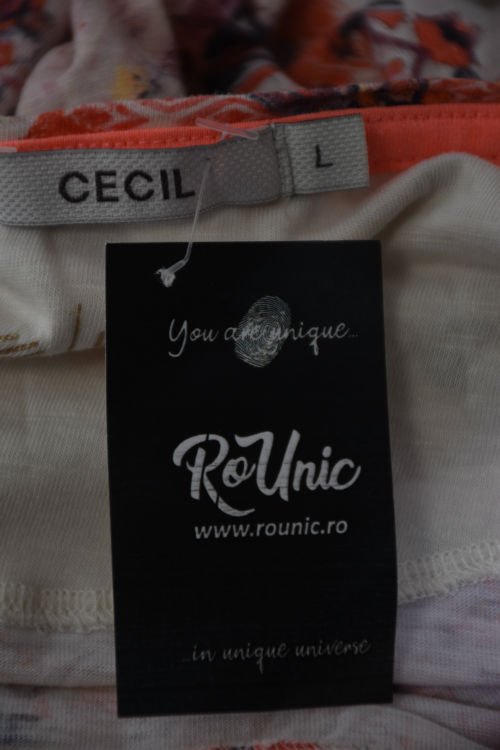 CECIL
L
You are unique...
RoUnic
www.rounic.ro
...in unique universe